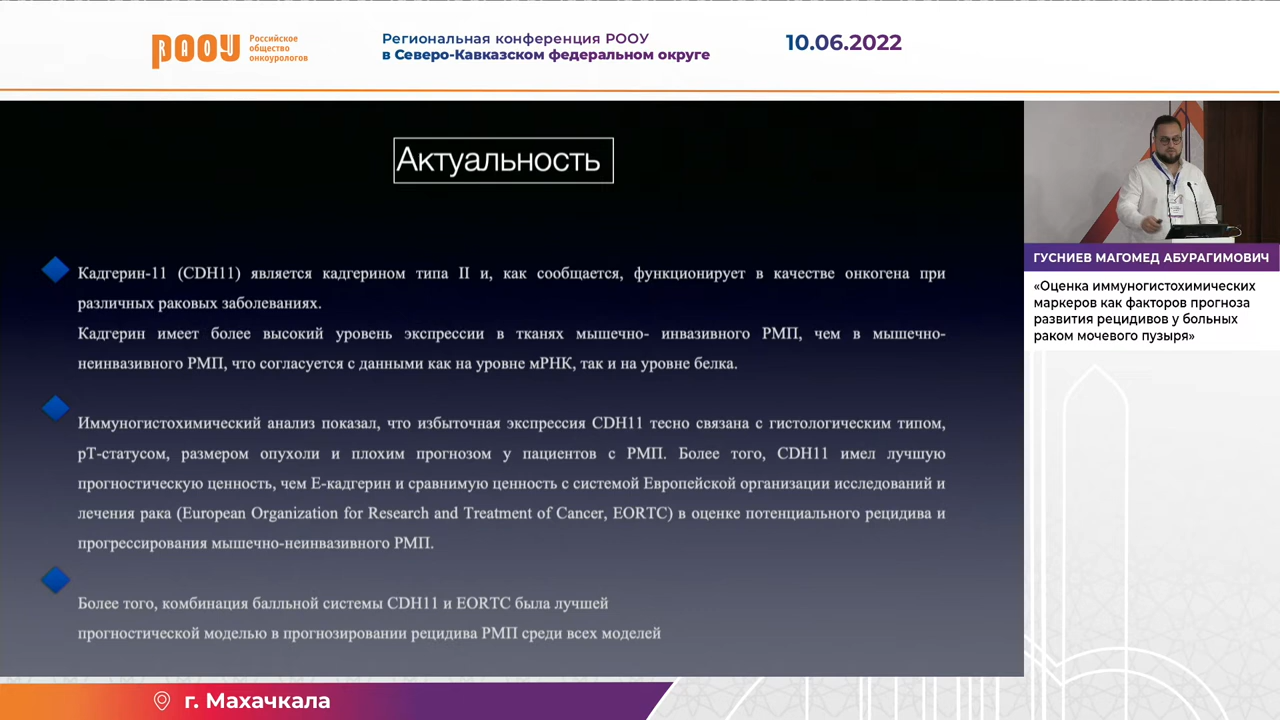 РООУ
RAOU
Российское
общество
онкоурологов
Региональная конференция РООУ
в Северо-Кавказском федеральном округе
10.06.2022
Актуальность
Кадгерин-11 (CDH11) является кадгерином типа II и, как сообщается, функционирует в качестве онкогена при
различных раковых заболеваниях.
Кадгерин имеет более высокий уровень экспрессии в тканях мышечно- инвазивного РМП, чем в мышечно-
неинвазивного РМП, что согласуется с данными как на уровне мРНК, так и на уровне белка.
Иммуногистохимический анализ показал, что избыточная экспрессия CDH11 тесно связана с гистологическим типом,
рТ-статусом, размером опухоли и плохим прогнозом у пациентов с РМП. Более того, CDH11 имел лучшую
прогностическую ценность, чем Е-кадгерин и сравнимую ценность с системой Европейской организации исследований и
лечения рака (European Organization for Research and Treatment of Cancer, EORTC) в оценке потенциального рецидива и
прогрессирования мышечно-неинвазивного РМП.
Более того, комбинация балльной системы CDH11 и EORTC была лучшей
прогностической моделью в прогнозировании рецидива РМП среди всех моделей
ГУСНИЕВ МАГОМЕД АБУРАГИМОВИЧ
«Оценка иммуногистохимических
маркеров как факторов прогноза
развития рецидивов у больных
раком мочевого пузыря»
г. Махачкала